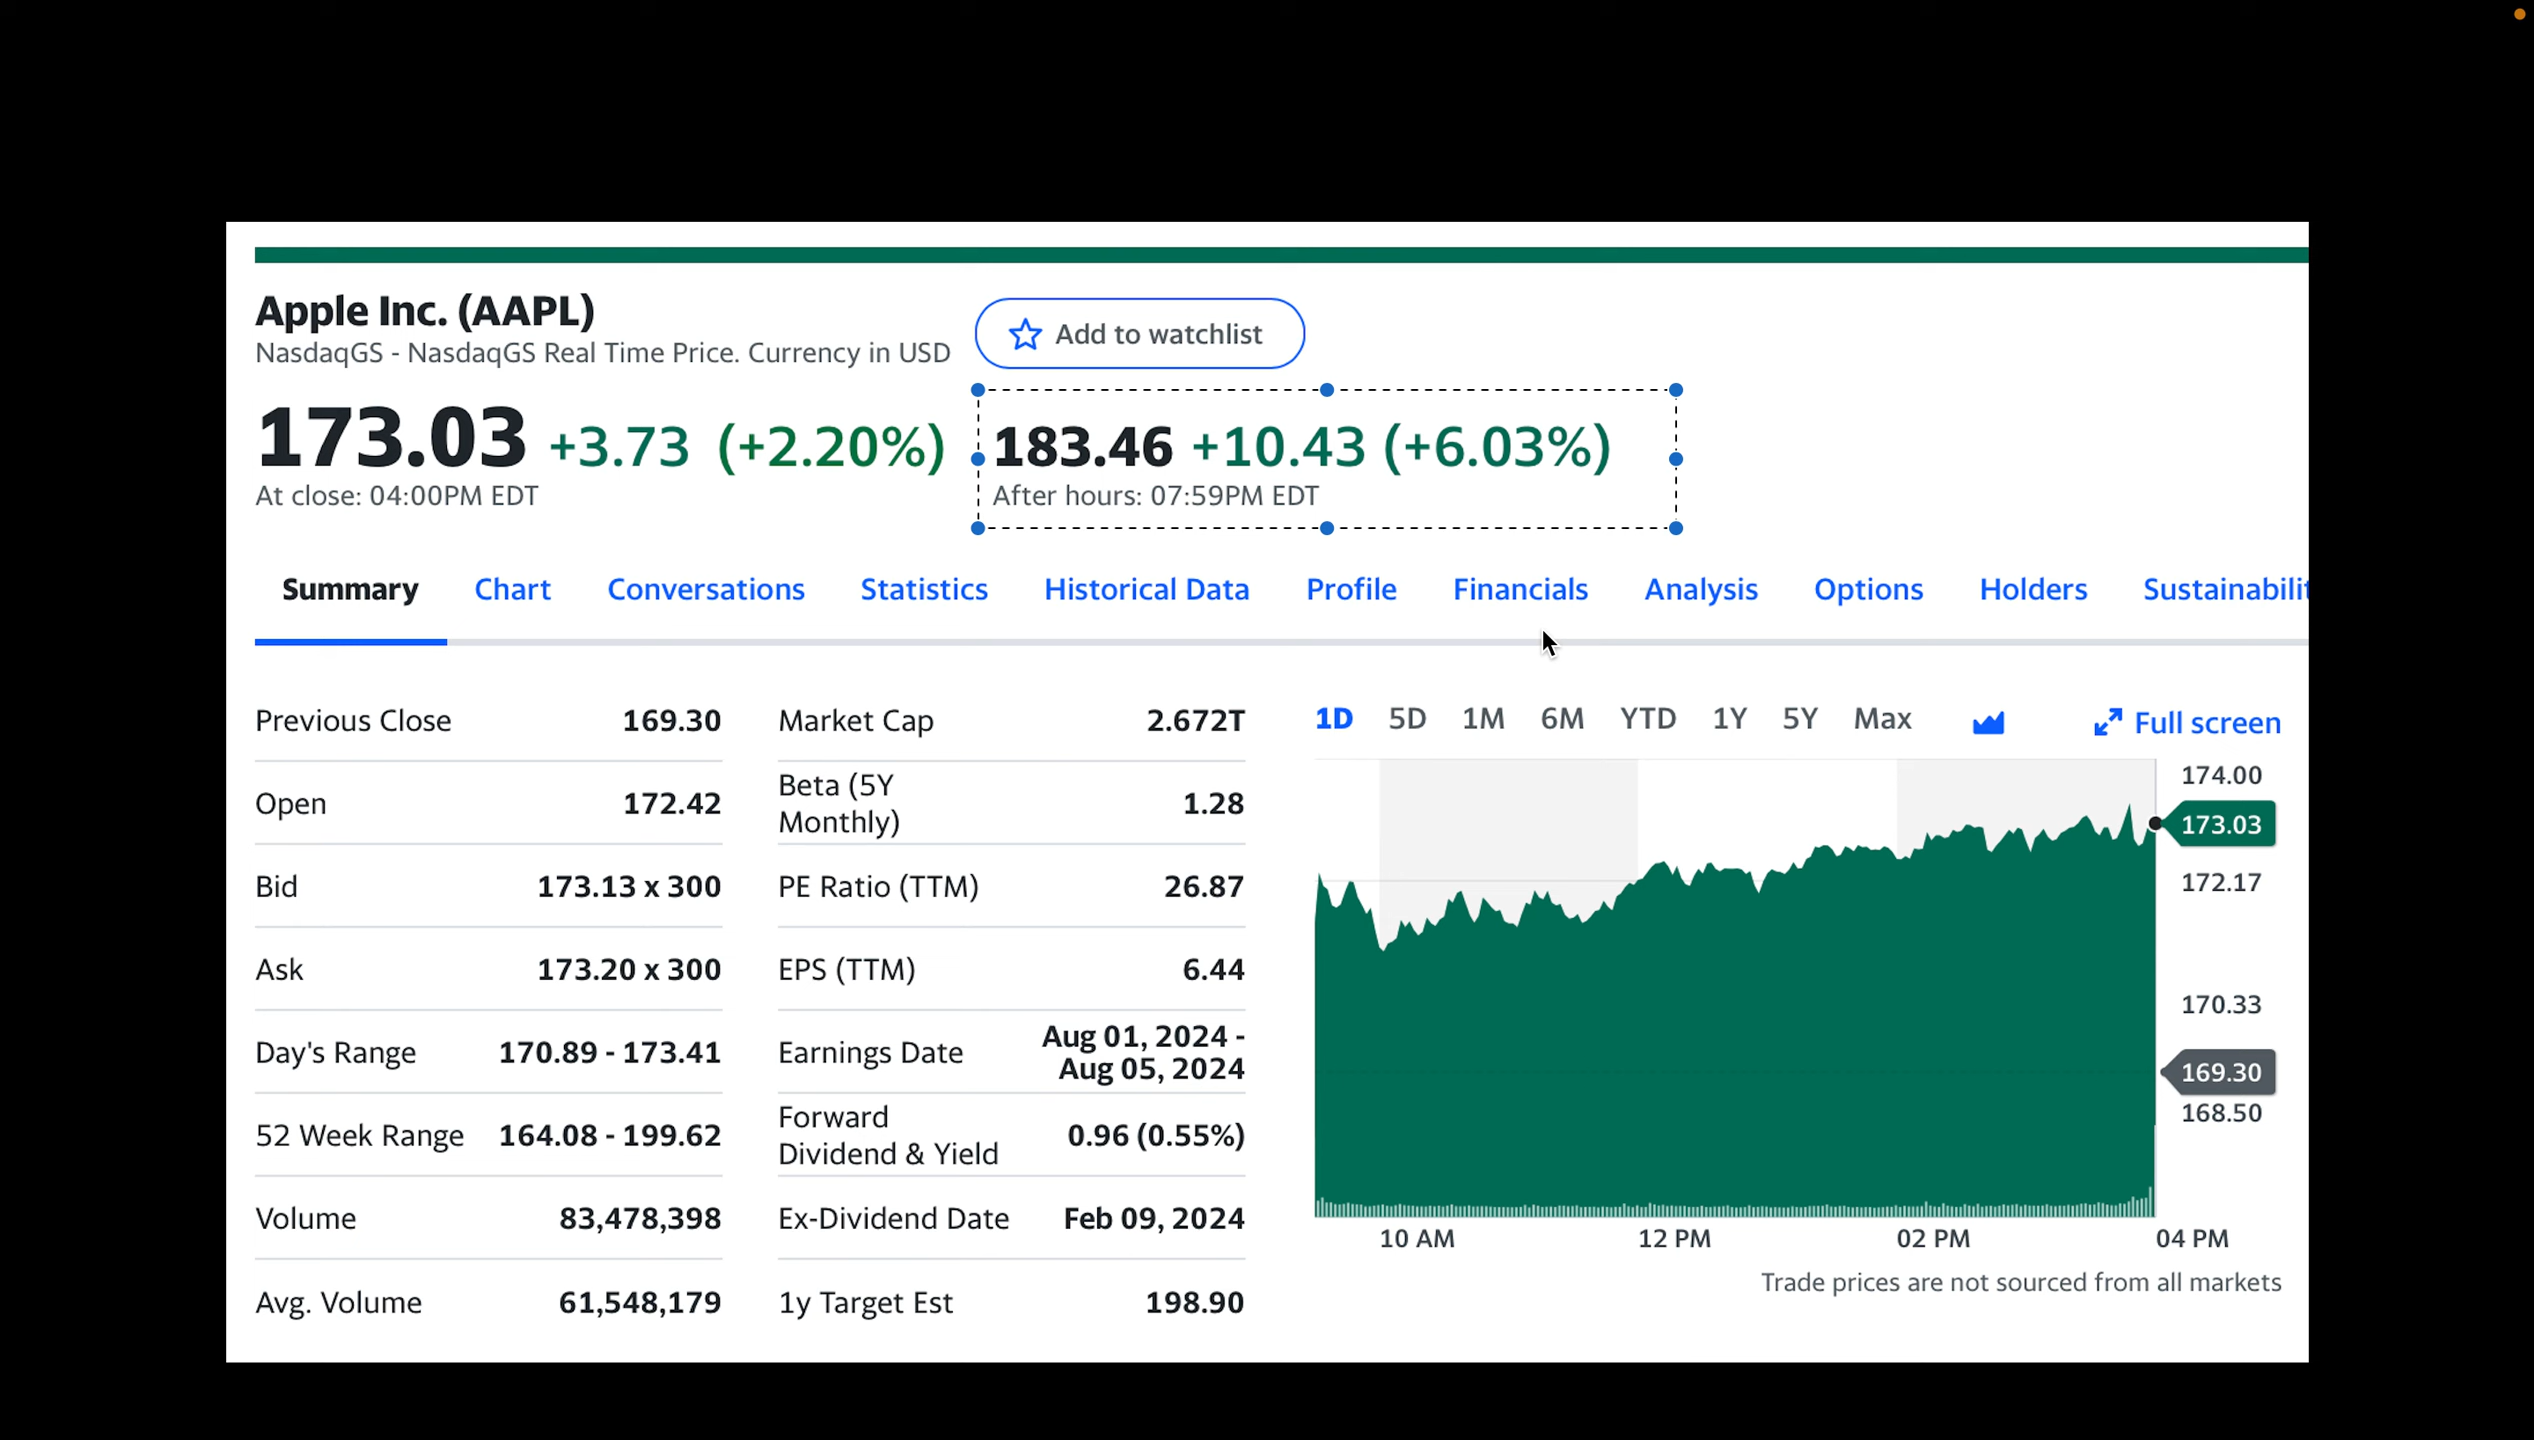 Apple Inc. (AAPL)
NasdaqGS - NasdaqGS Real Time Price. Currency in USD
Add to watchlist
173.03 +3.73 (+2.20%)
At close: 04:00PM EDT
183.46 +10.43 (+6.03%)
After hours: 07:59PM EDT
Summary Chart Conversations Statistics Historical Data Profile Financials Analysis Options Holders Sustainabilit
Previous Close 169.30
Open 172.42
Bid 173.13 x 300
Ask 173.20 x 300
Day's Range 170.89 - 173.41
52 Week Range 164.08 - 199.62
Volume 83,478,398
Avg. Volume 61,548,179
Market Cap 2.672T
Beta (5Y
Monthly) 1.28
PE Ratio (TTM) 26.87
EPS (TTM) 6.44
Earnings Date Aug 01, 2024 -
Aug 05, 2024
Forward
Dividend & Yield 0.96 (0.55%)
Ex-Dividend Date Feb 09, 2024
1y Target Est 198.90
1D 5D 1M 6M YTD 1Y 5Y Max Full screen
174.00
173.03
172.17
170.33
169.30
168.50
10 AM 12 PM 02 PM 04 PM
Trade prices are not sourced from all markets